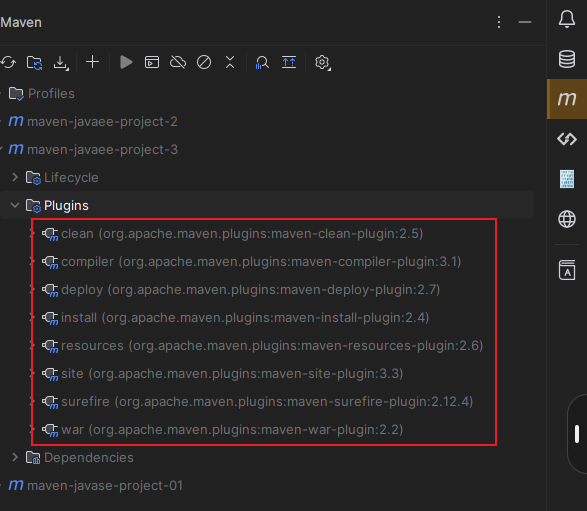 Maven
Profiles
m maven-javaee-project-2
m maven-javaee-project-3
Lifecycle
Plugins
clean (org.apache.maven.plugins:maven-clean-plugin:2.5)
compiler (org.apache.maven.plugins:maven-compiler-plugin:3.1)
deploy (org.apache.maven.plugins:maven-deploy-plugin:2.7)
install (org.apache.maven.plugins:maven-install-plugin:2.4)
resources (org.apache.maven.plugins:maven-resources-plugin:2.6)
site (org.apache.maven.plugins:maven-site-plugin:3.3)
surefire (org.apache.maven.plugins:maven-surefire-plugin:2.12.4)
war (org.apache.maven.plugins:maven-war-plugin:2.2)
Dependencies
m maven-javase-project-01
m
A